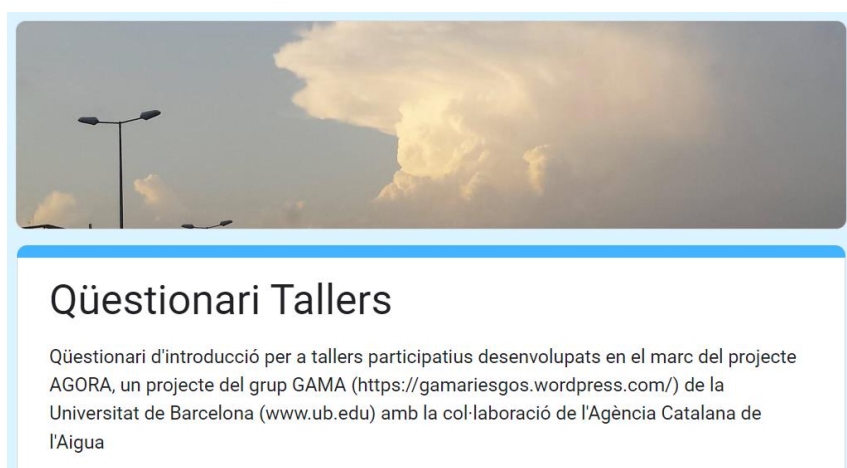 Qüestionari Tallers
Qüestionari d'introducció per a tallers participatius desenvolupats en el marc del projecte
AGORA, un projecte del grup GAMA (https://gamariesgos.wordpress.com/) de la
Universitat de Barcelona (www.ub.edu) amb la col·laboració de l'Agència Catalana de
l'Aigua